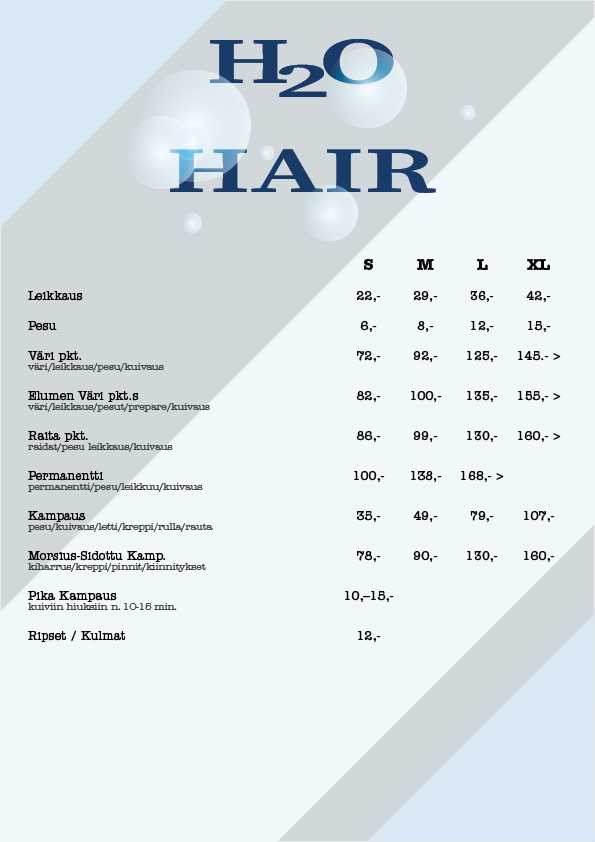 H2O
HAIR
S M L XL
Leikkaus 22,- 29,- 36,- 42,-
Pesu 6,- 8,- 12,- 15,-
Väri pkt. 72,- 92,- 125,- 145.- >
väri/leikkaus/pesu/kuivaus
Elumen Väri pkt.s 82,- 100,- 135,- 155,- >
väri/leikkaus/pesut/prepare/kuivaus
Raita pkt. 86,- 99,- 130,- 160,- >
raidat/pesu leikkaus/kuivaus
Permanentti 100,- 138,- 168,- >
permanentti/pesu/leikkuu/kuivaus
Kampaus 35,- 49,- 79,- 107,-
pesu/kuivaus/letti/kreppi/rulla/rauta
Morsius-Sidottu Kamp. 78,- 90,- 130,- 160,-
kiharrus/kreppi/pinnit/kiinnitykset
Pika Kampaus 10,–15,-
kuiviin hiuksiin n. 10-15 min.
Ripset / Kulmat 12,-